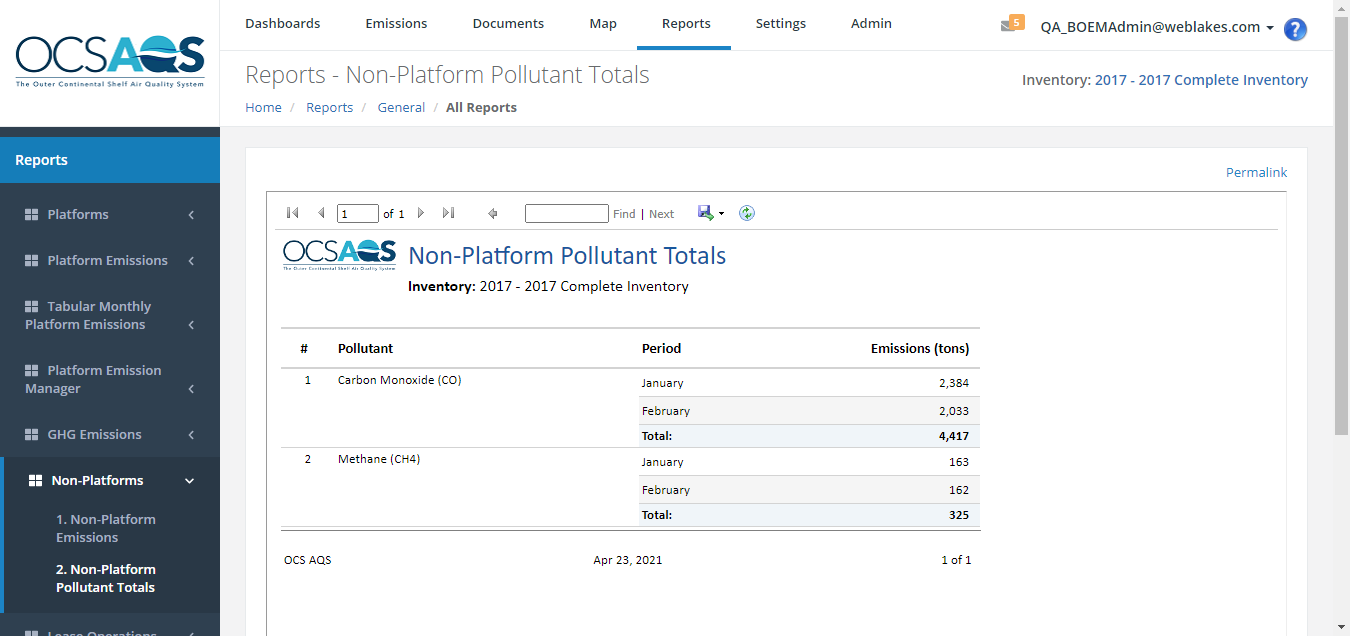 OCSAQS
The Outer Continental Shelf Air Quality System
Dashboards Emissions Documents Map Reports Settings Admin
5 QA_BOEMAdmin@weblakes.com ?
Reports - Non-Platform Pollutant Totals
Inventory: 2017 - 2017 Complete Inventory
Home / Reports / General / All Reports
Reports
Platforms
Platform Emissions
Tabular Monthly
Platform Emissions
Platform Emission
Manager
GHG Emissions
Non-Platforms
1. Non-Platform
Emissions
2. Non-Platform
Pollutant Totals
Lease Operations
Permalink
1 of 1 Find | Next
OCSAQS
The Outer Continental Shelf Air Quality System
Non-Platform Pollutant Totals
Inventory: 2017 - 2017 Complete Inventory
# Pollutant Period Emissions (tons)
1 Carbon Monoxide (CO) January 2,384
February 2,033
Total: 4,417
2 Methane (CH4) January 163
February 162
Total: 325
OCS AQS Apr 23, 2021 1 of 1